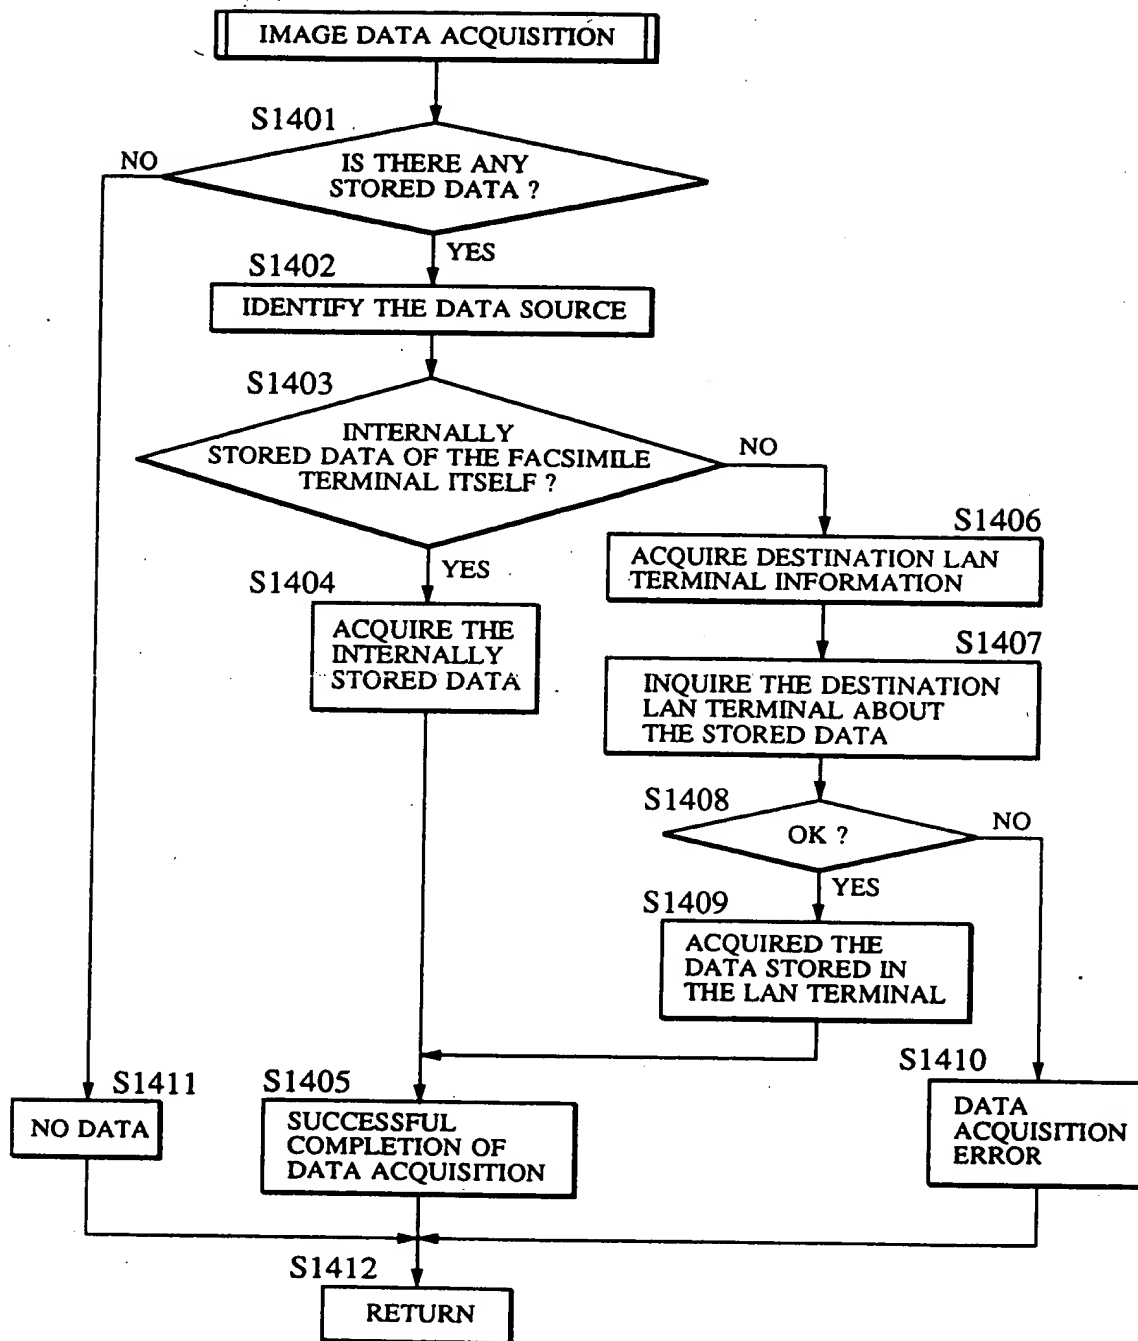 IMAGE DATA ACQUISITION
S1401
NO
IS THERE ANY
STORED DATA ?
YES
S1402
IDENTIFY THE DATA SOURCE
S1403
INTERNALLY
STORED DATA OF THE FACSIMILE
TERMINAL ITSELF ?
NO
YES
S1404
ACQUIRE THE
INTERNALLY
STORED DATA
S1406
ACQUIRE DESTINATION LAN
TERMINAL INFORMATION
S1407
INQUIRE THE DESTINATION
LAN TERMINAL ABOUT
THE STORED DATA
S1408
OK ?
NO
YES
S1409
ACQUIRED THE
DATA STORED IN
THE LAN TERMINAL
S1411
NO DATA
S1405
SUCCESSFUL
COMPLETION OF
DATA ACQUISITION
S1410
DATA
ACQUISITION
ERROR
S1412
RETURN